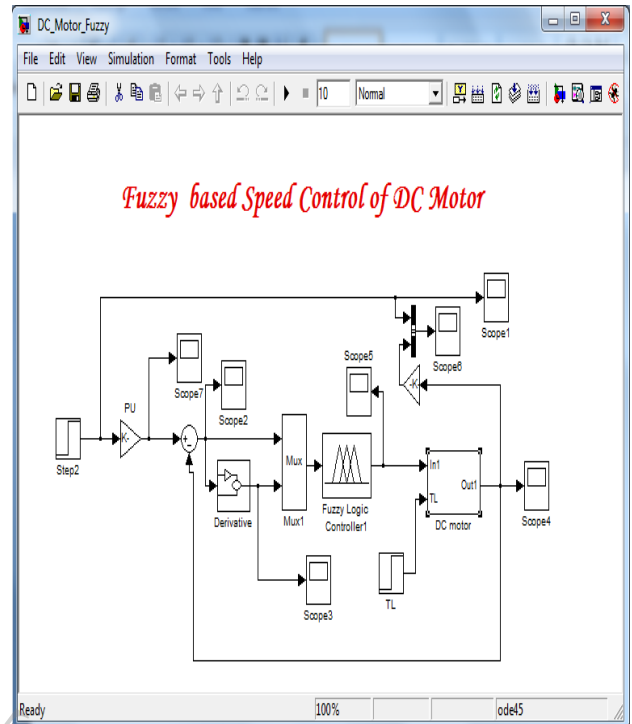 DC_Motor_Fuzzy
File Edit View Simulation Format Tools Help
10 Normal
Fuzzy based Speed Control of DC Motor
Scope1
Scope6
Scope5
-K-
Scope7
Scope2
PU
K-
Step2
+
-
Derivative
Mux
Mux1
Fuzzy Logic
Controller1
In1
TL
Out1
DC motor
Scope4
Scope3
TL
Ready 100% ode45